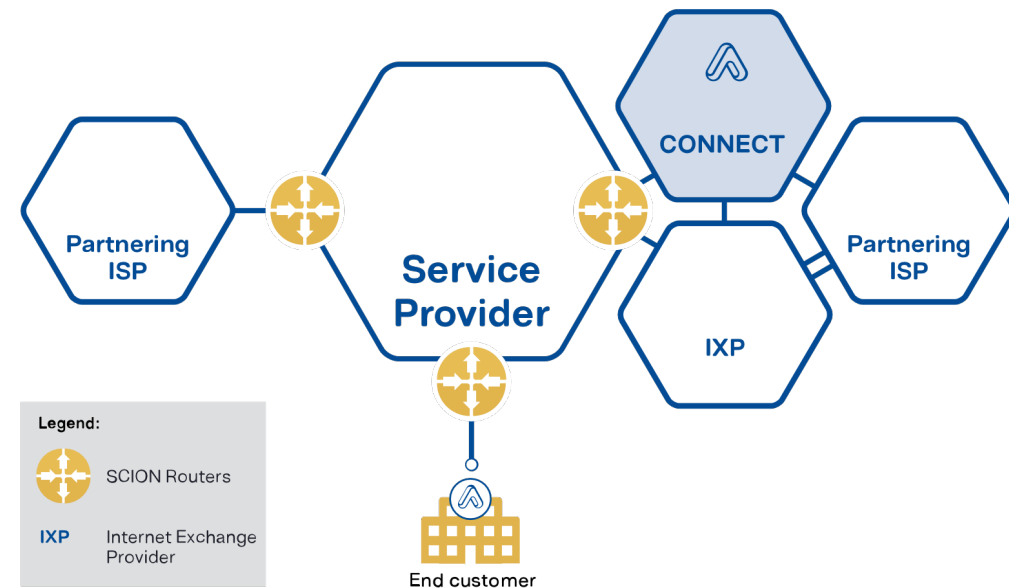 CONNECT
Partnering
ISP
Service
Provider
Partnering
ISP
IXP
Legend:
SCION Routers
IXP
Internet Exchange
Provider
End customer